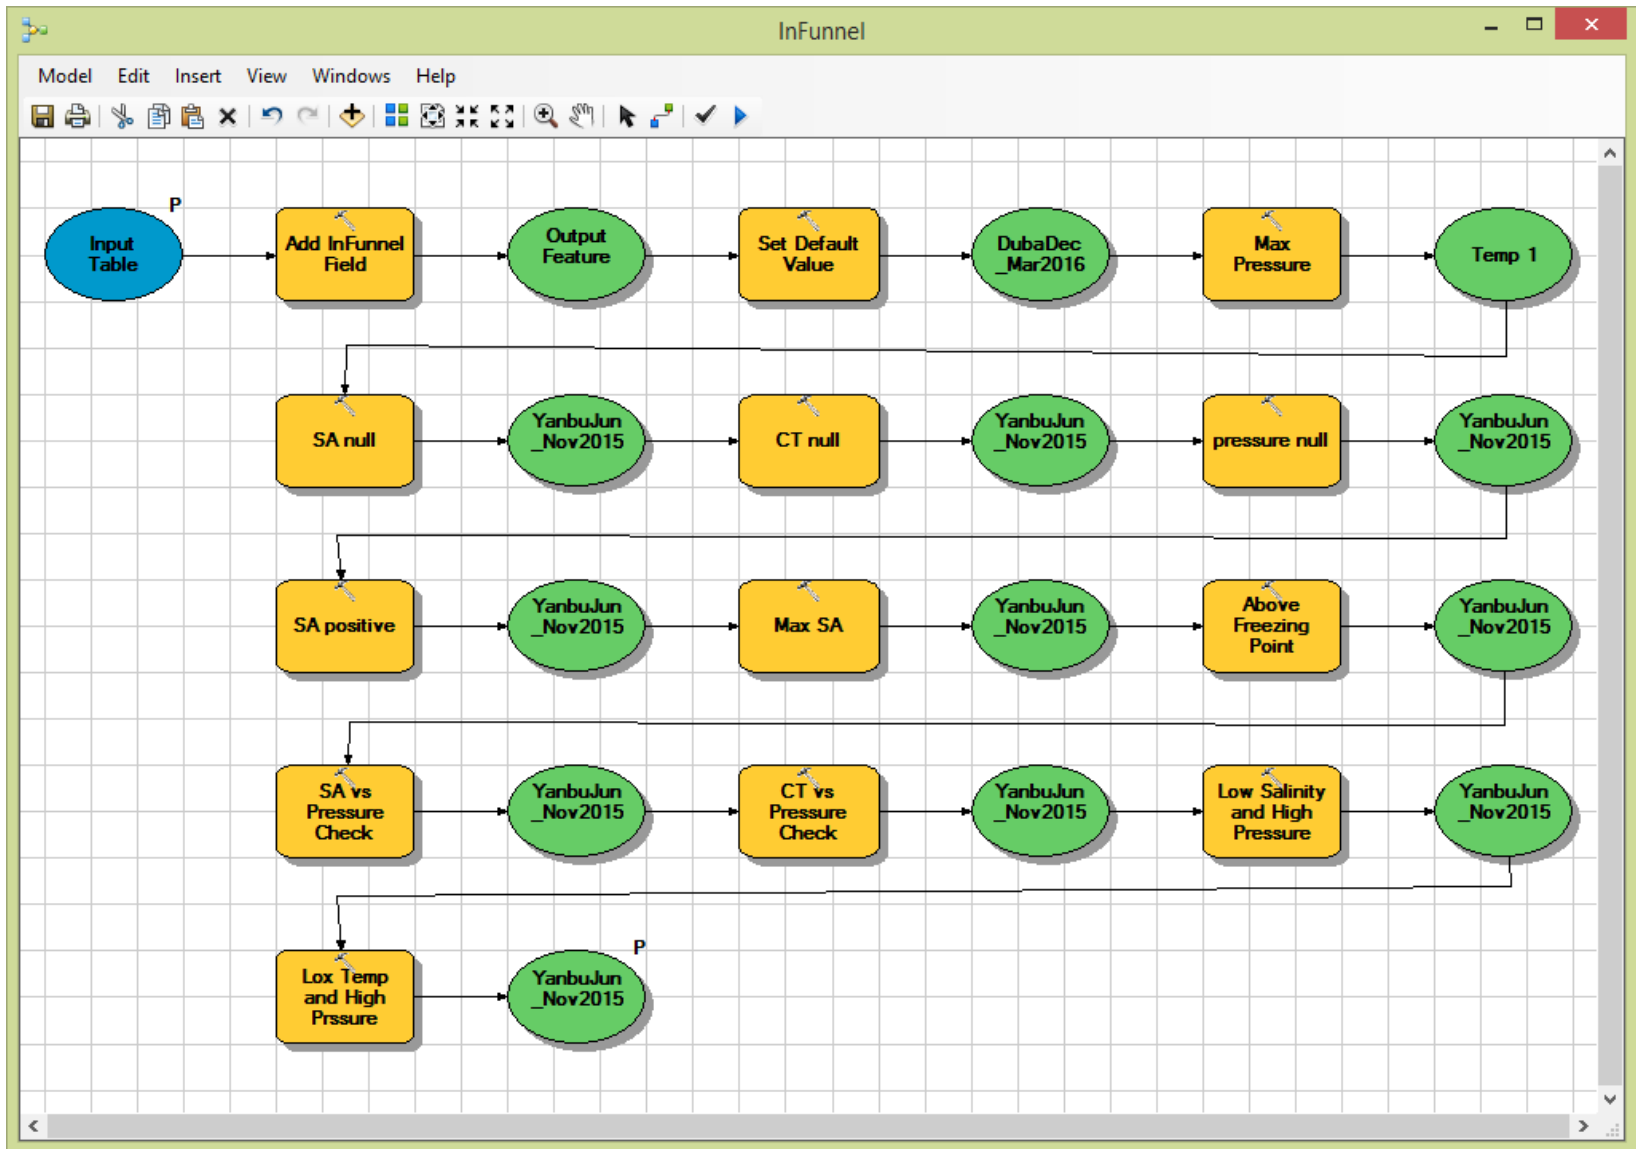 InFunnel
Model Edit Insert View Windows Help
P
Input
Table
Add InFunnel
Field
Output
Feature
Set Default
Value
DubaDec
_Mar2016
Max
Pressure
Temp 1
SA null
YanbuJun
_Nov2015
CT null
YanbuJun
_Nov2015
pressure null
YanbuJun
_Nov2015
SA positive
YanbuJun
_Nov2015
Max SA
YanbuJun
_Nov2015
Above
Freezing
Point
YanbuJun
_Nov2015
SA vs
Pressure
Check
YanbuJun
_Nov2015
CT vs
Pressure
Check
YanbuJun
_Nov2015
Low Salinity
and High
Pressure
YanbuJun
_Nov2015
Lox Temp
and High
Prssure
P
YanbuJun
_Nov2015